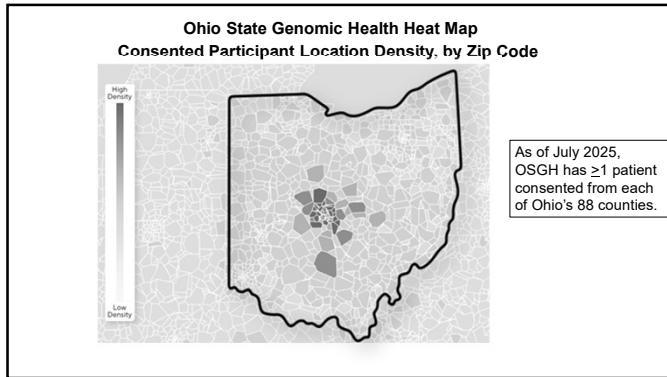 Ohio State Genomic Health Heat Map
Consented Participant Location Density, by Zip Code
High
Density
Low
Density
As of July 2025,
OSGH has ≥1 patient
consented from each
of Ohio's 88 counties.